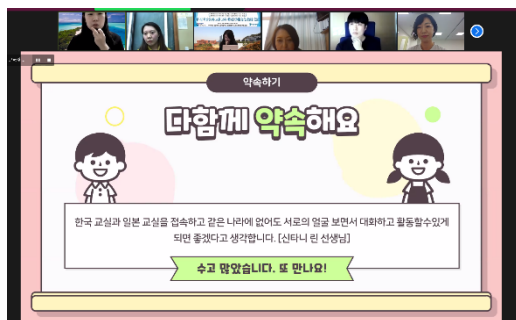 약속하기
다함께 약속해요
한국 교실과 일본 교실을 접속하고 같은 나라에 없어도 서로의 얼굴 보면서 대화하고 활동할수있게
되면 좋겠다고 생각합니다. [신타니 린 선생님]
수고 많았습니다. 또 만나요!